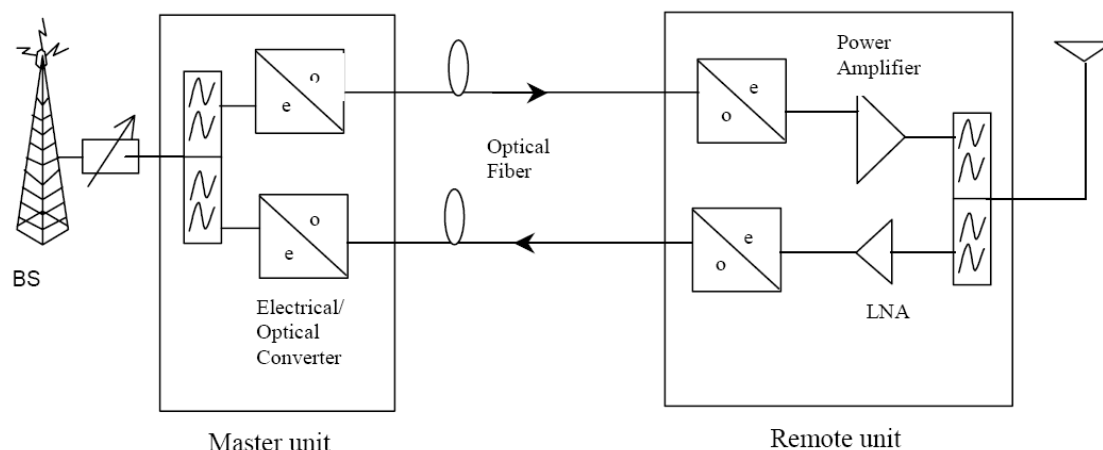 Power
Amplifier
o
e
e
o
Optical
Fiber
o
e
e
o
BS
Electrical/
Optical
Converter
LNA
Master unit
Remote unit